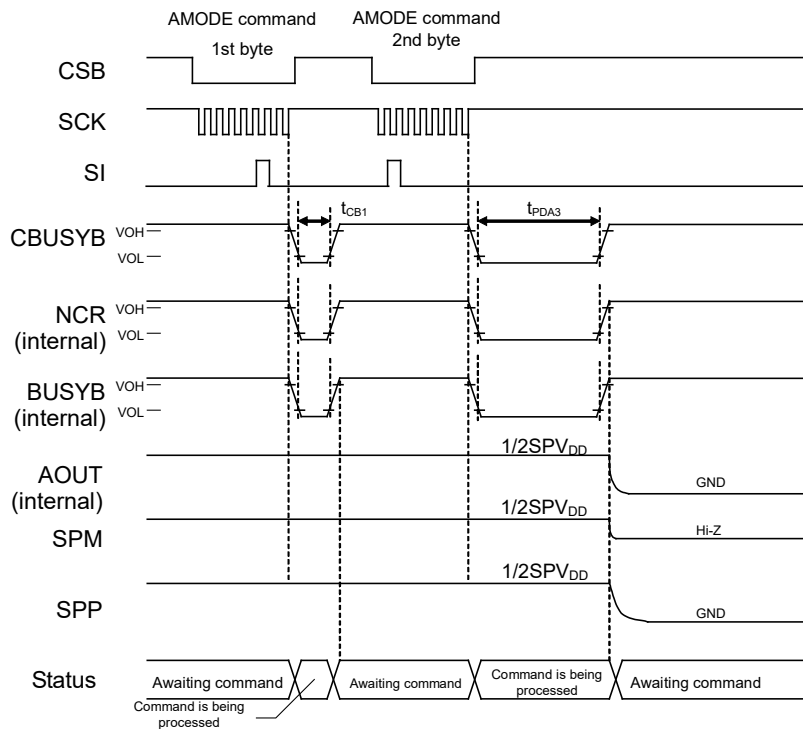 AMODE command
1st byte
AMODE command
2nd byte
CSB
SCK
SI
tCB1
tPDA3
CBUSYB
VOH
VOL
NCR
(internal)
VOH
VOL
BUSYB
(internal)
VOH
VOL
1/2SPVDD
AOUT
(internal)
GND
1/2SPVDD
SPM
Hi-Z
1/2SPVDD
SPP
GND
Status
Awaiting command
Command is being
processed
Awaiting command
Command is being
processed
Awaiting command